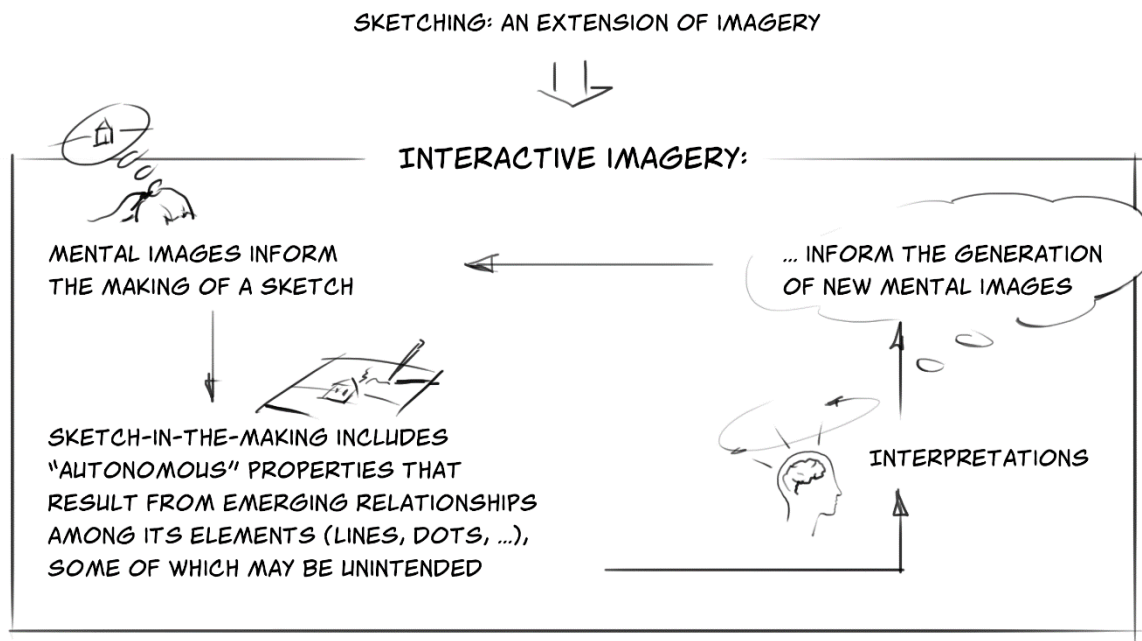 SKETCHING: AN EXTENSION OF IMAGERY
INTERACTIVE IMAGERY:
MENTAL IMAGES INFORM
THE MAKING OF A SKETCH
... INFORM THE GENERATION
OF NEW MENTAL IMAGES
SKETCH-IN-THE-MAKING INCLUDES
"AUTONOMOUS" PROPERTIES THAT
RESULT FROM EMERGING RELATIONSHIPS
AMONG ITS ELEMENTS (LINES, DOTS, ...),
SOME OF WHICH MAY BE UNINTENDED
INTERPRETATIONS